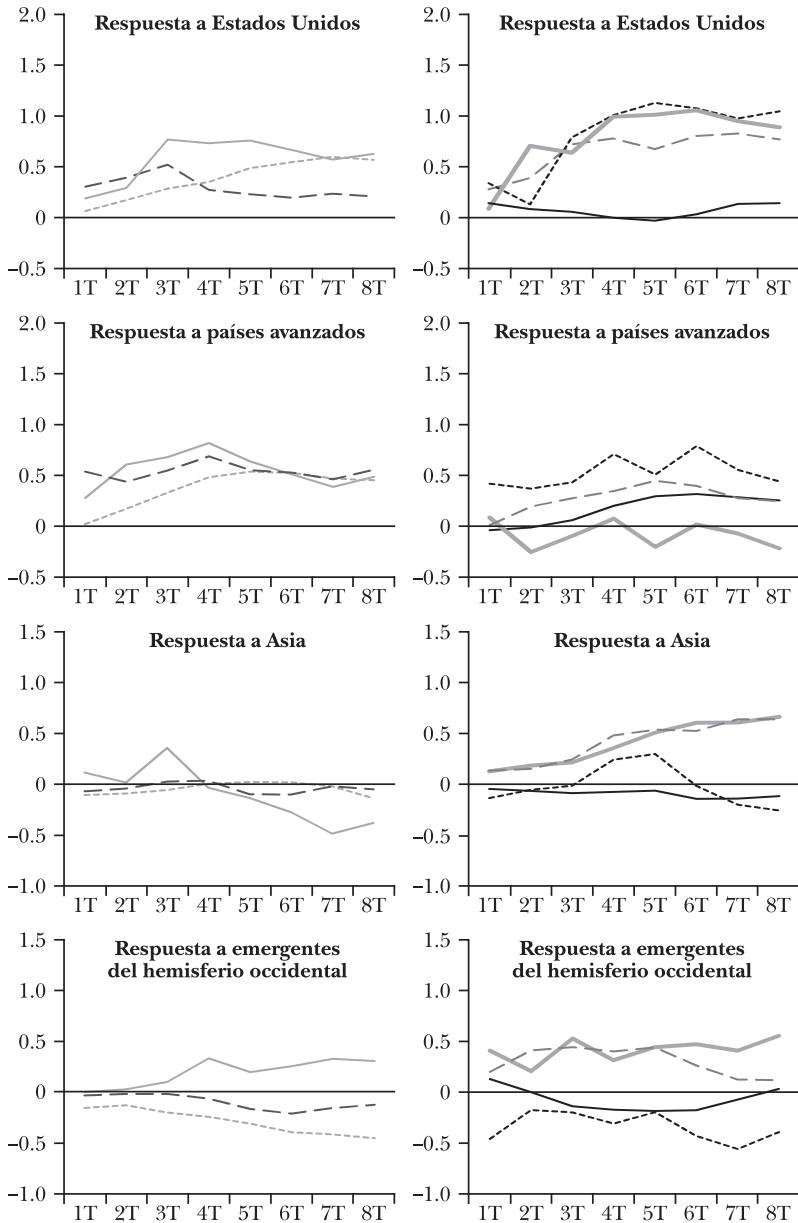 Respuesta a Estados Unidos
2.0
1.5
1.0
0.5
0
–0.5
1T 2T 3T 4T 5T 6T 7T 8T
Respuesta a Estados Unidos
2.0
1.5
1.0
0.5
0
–0.5
1T 2T 3T 4T 5T 6T 7T 8T
Respuesta a países avanzados
2.0
1.5
1.0
0.5
0
–0.5
1T 2T 3T 4T 5T 6T 7T 8T
Respuesta a países avanzados
2.0
1.5
1.0
0.5
0
–0.5
1T 2T 3T 4T 5T 6T 7T 8T
Respuesta a Asia
1.5
1.0
0.5
0
–0.5
–1.0
1T 2T 3T 4T 5T 6T 7T 8T
Respuesta a Asia
1.5
1.0
0.5
0
–0.5
–1.0
1T 2T 3T 4T 5T 6T 7T 8T
Respuesta a emergentes
del hemisferio occidental
1.5
1.0
0.5
0
–0.5
–1.0
1T 2T 3T 4T 5T 6T 7T 8T
Respuesta a emergentes
del hemisferio occidental
1.5
1.0
0.5
0
–0.5
–1.0
1T 2T 3T 4T 5T 6T 7T 8T